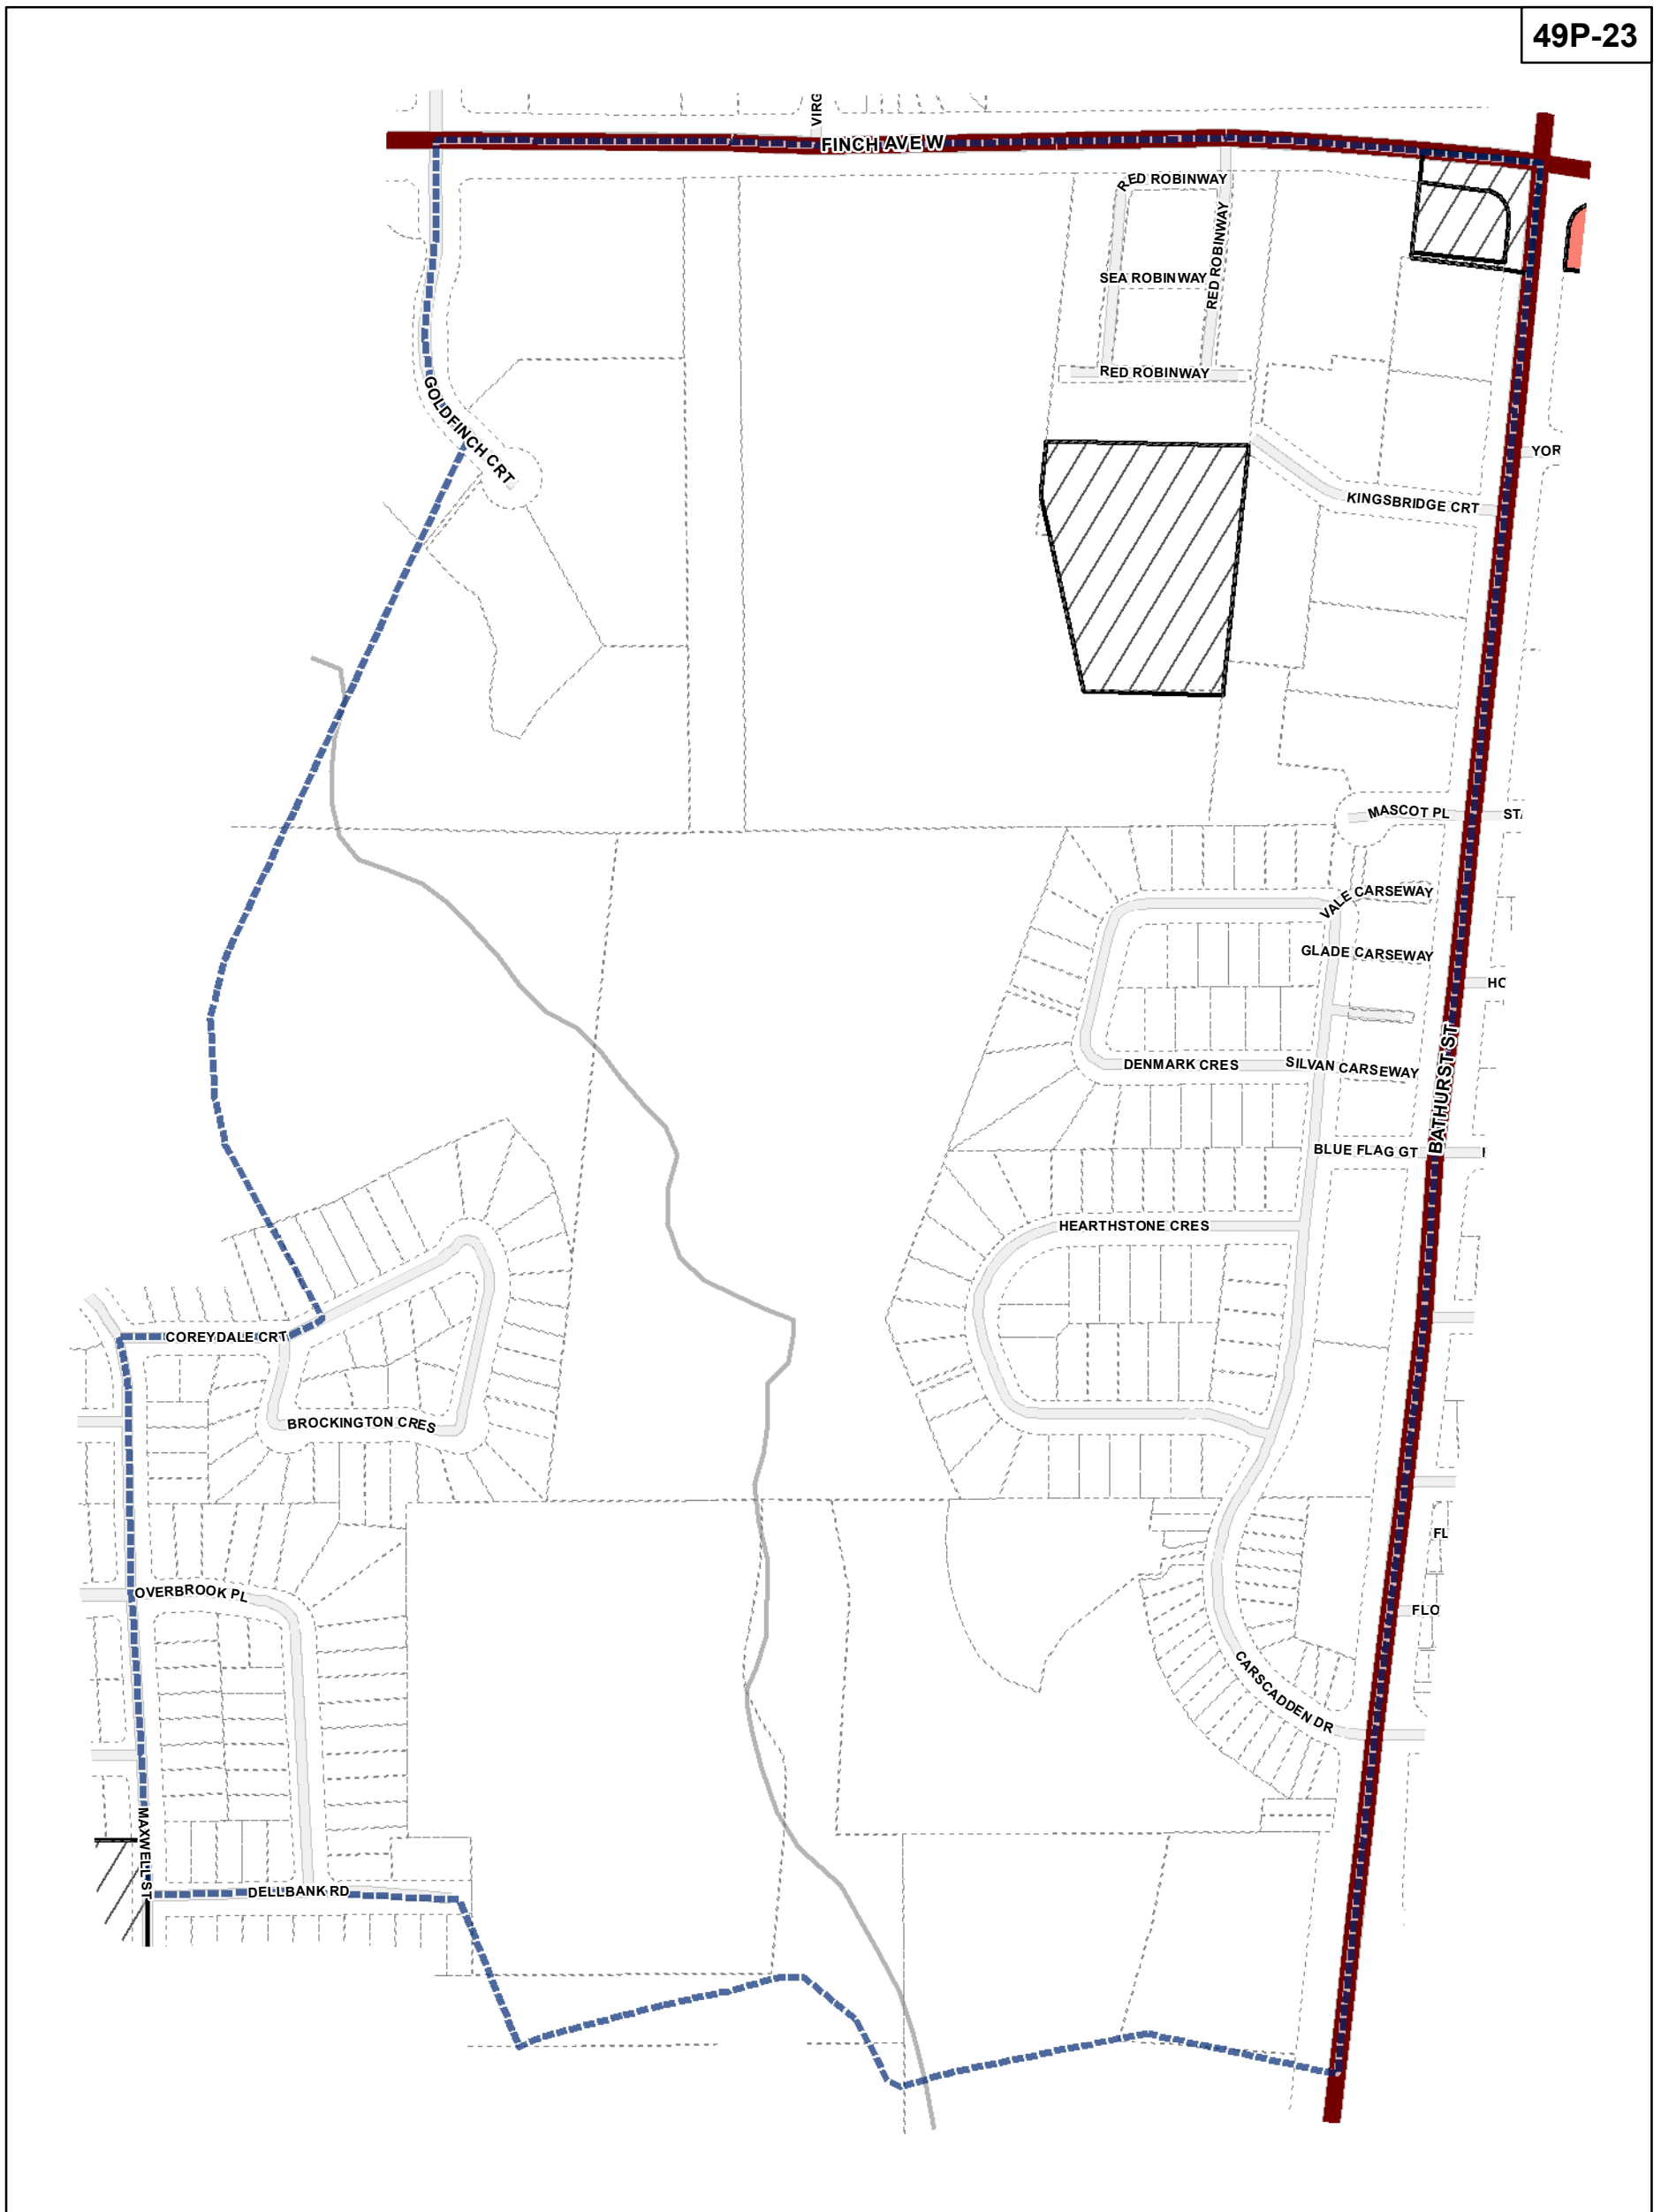 49P-23
VIRG
FINCH AVE W
RED ROBINWAY
RED ROBINWAY
SEA ROBINWAY
RED ROBINWAY
GOLDFINCH CRT
YOR
KINGSBRIDGE CRT
MASCOT PL
ST
VALE CARSEWAY
GLADE CARSEWAY
HO
BATHURST ST
DENMARK CRES
SILVAN CARSEWAY
BLUE FLAG GT
HEARTHSTONE CRES
COREYDALE CRT
BROCKINGTON CRES
FL
OVERBROOK PL
FLO
CARSCADDEN DR
MAXWELL ST
DELLBANK RD